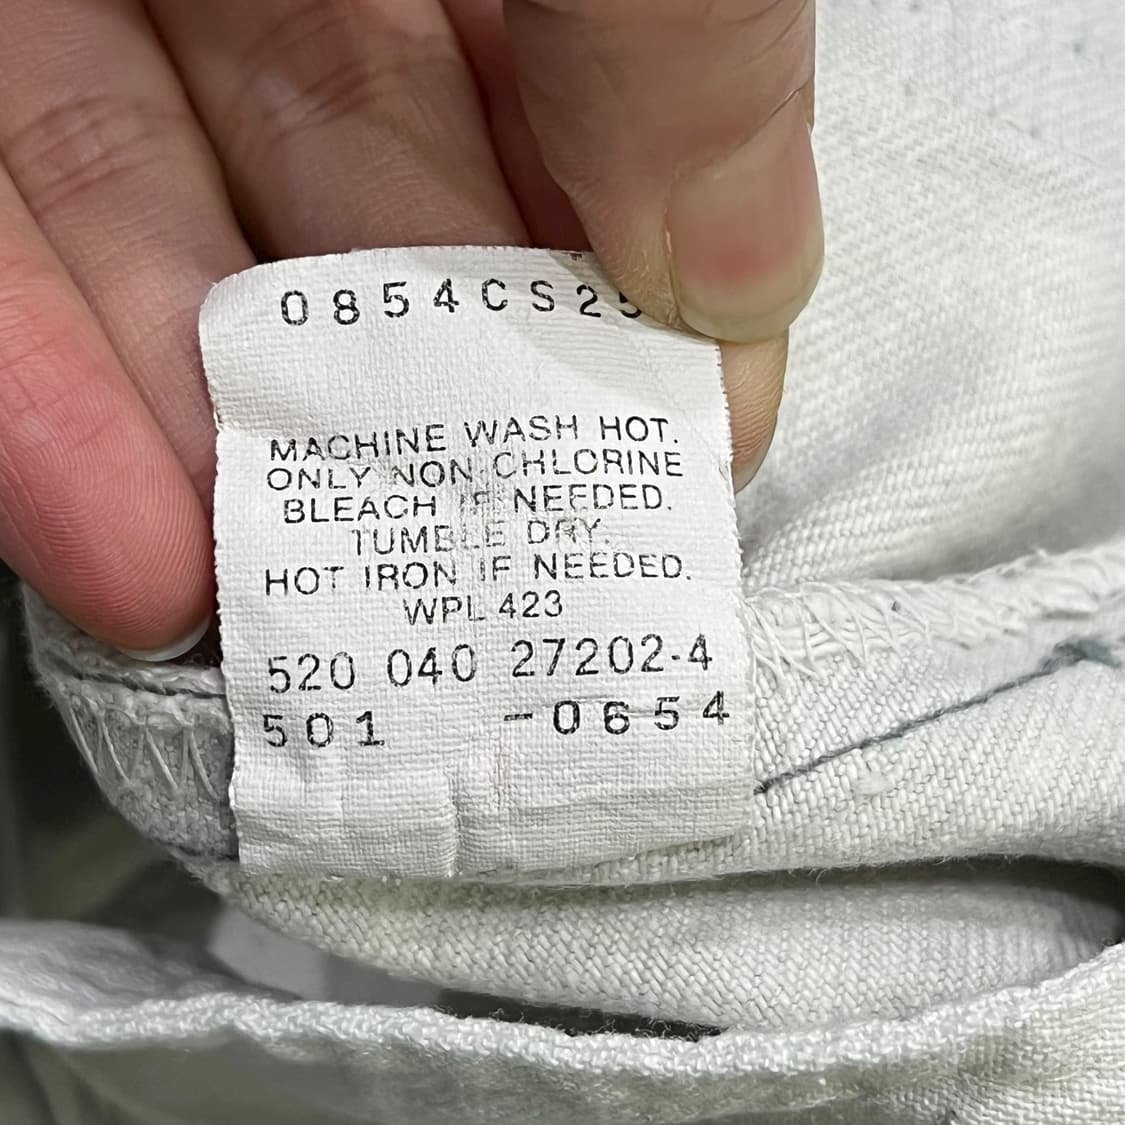 0854CS25
MACHINE WASH HOT.
ONLY NON CHLORINE
BLEACH IF NEEDED.
TUMBLE DRY.
HOT IRON IF NEEDED.
WPL 423
520 040 27202-4
501 -0654